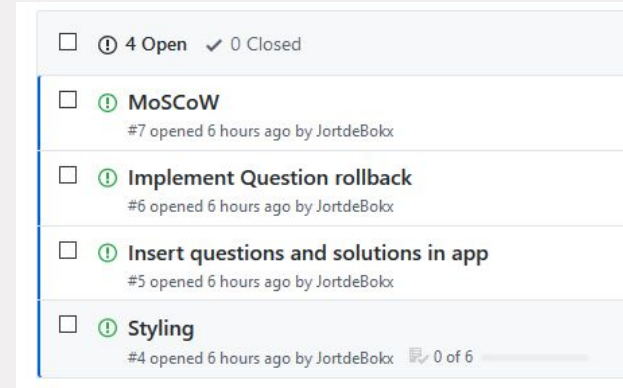 4 Open 0 Closed
MoSCoW
#7 opened 6 hours ago by JortdeBokx
Implement Question rollback
#6 opened 6 hours ago by JortdeBokx
Insert questions and solutions in app
#5 opened 6 hours ago by JortdeBokx
Styling
#4 opened 6 hours ago by JortdeBokx 0 of 6